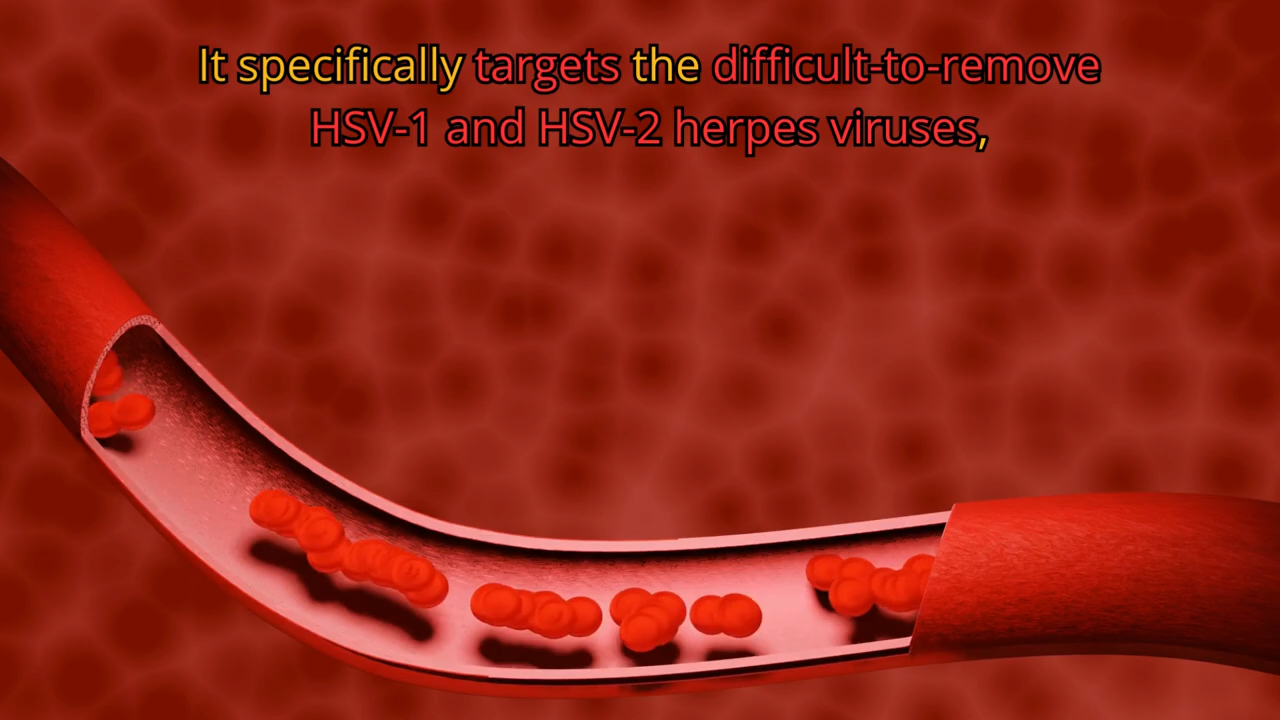 It specifically targets the difficult-to-remove
HSV-1 and HSV-2 herpes viruses,